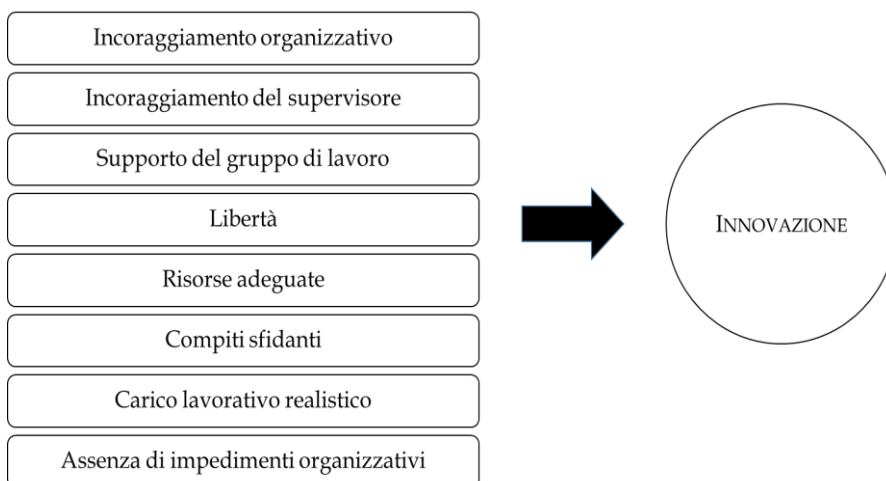 Incoraggiamento organizzativo
Incoraggiamento del supervisore
Supporto del gruppo di lavoro
Libertà
Risorse adeguate
Compiti sfidanti
Carico lavorativo realistico
Assenza di impedimenti organizzativi
INNOVAZIONE